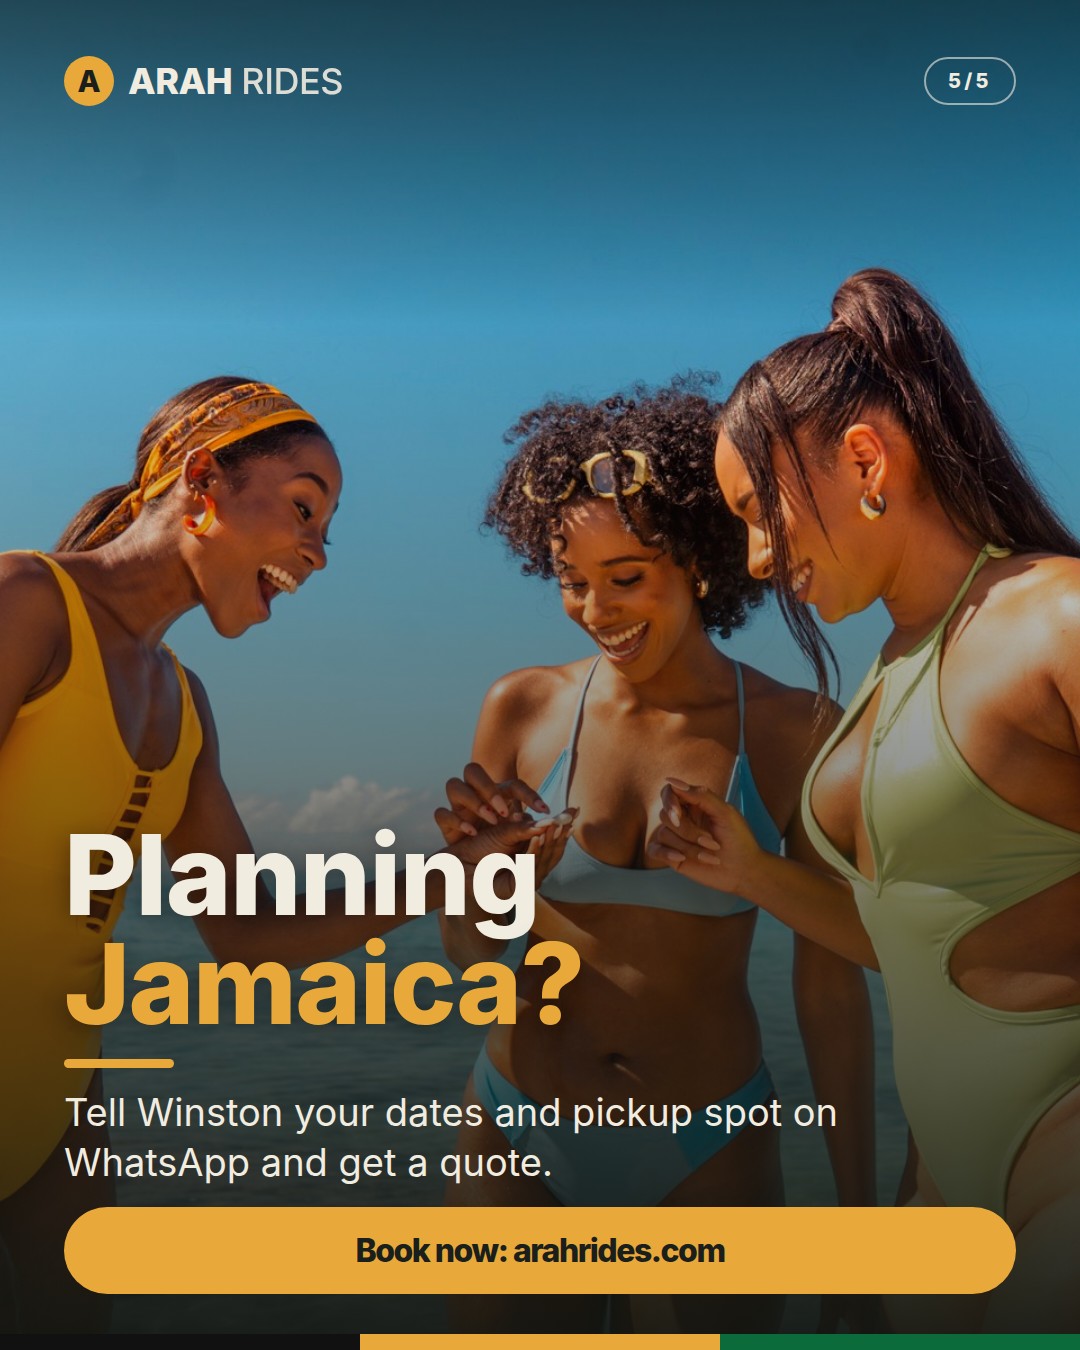 A ARAH RIDES
5/5
Planning
Jamaica?
Tell Winston your dates and pickup spot on
WhatsApp and get a quote.
Book now: arahrides.com